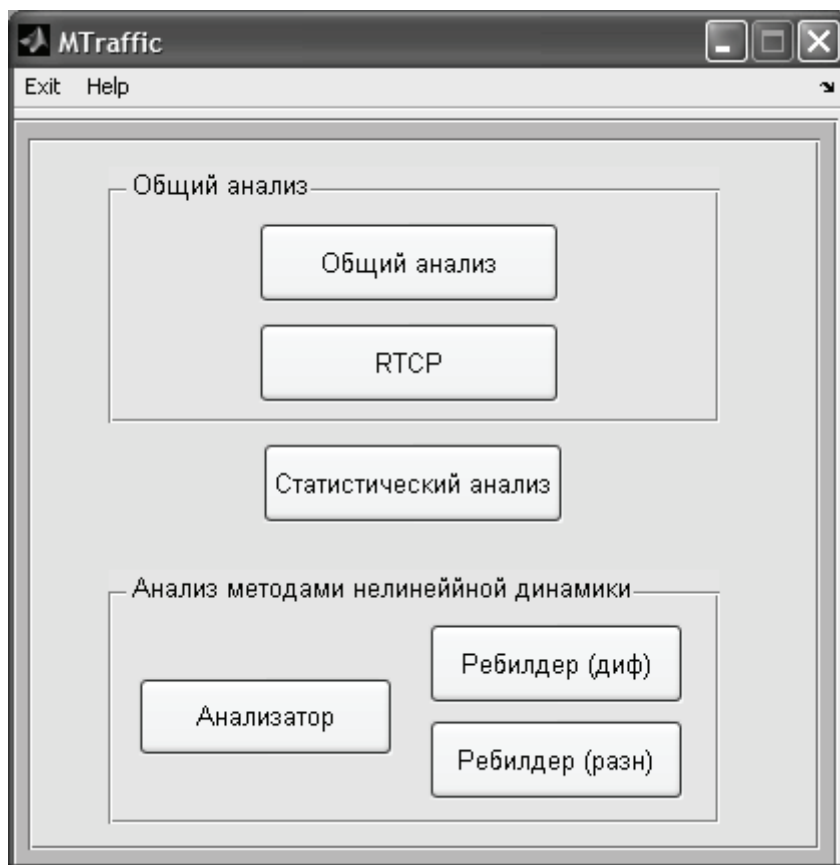 MTraffic
Exit Help
Общий анализ
Общий анализ
RTCP
Статистический анализ
Анализ методами нелинеййной динамики
Ребилдер (диф)
Анализатор
Ребилдер (разн)